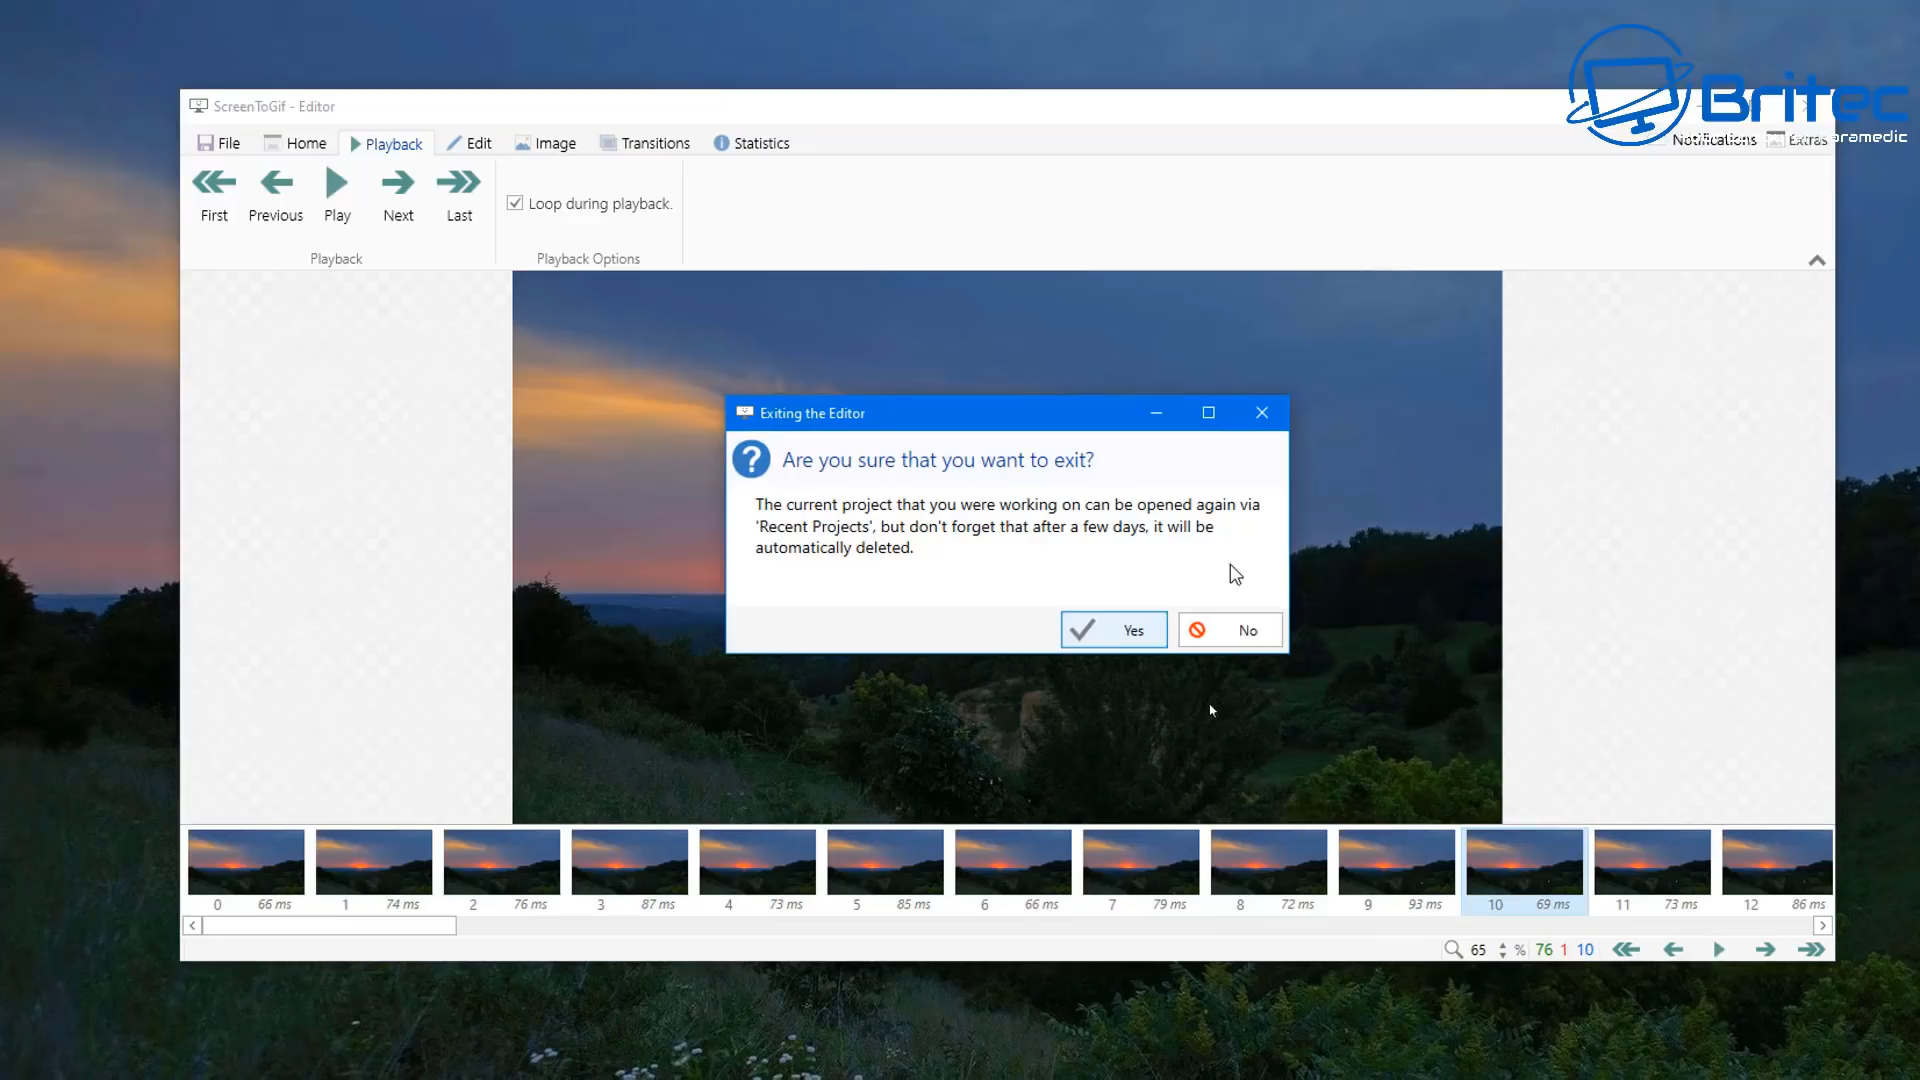 Britec
ScreenToGif - Editor
File Home Playback Edit Image Transitions Statistics
Notifications Extras
First Previous Play Next Last
Loop during playback.
Playback Playback Options
Exiting the Editor
? Are you sure that you want to exit?
The current project that you were working on can be opened again via
'Recent Projects', but don't forget that after a few days, it will be
automatically deleted.
Yes No
0 66 ms 1 74 ms 2 76 ms 3 87 ms 4 73 ms 5 85 ms 6 66 ms 7 79 ms 8 72 ms 9 93 ms 10 69 ms 11 73 ms 12 86 ms
65 % 76 1 10